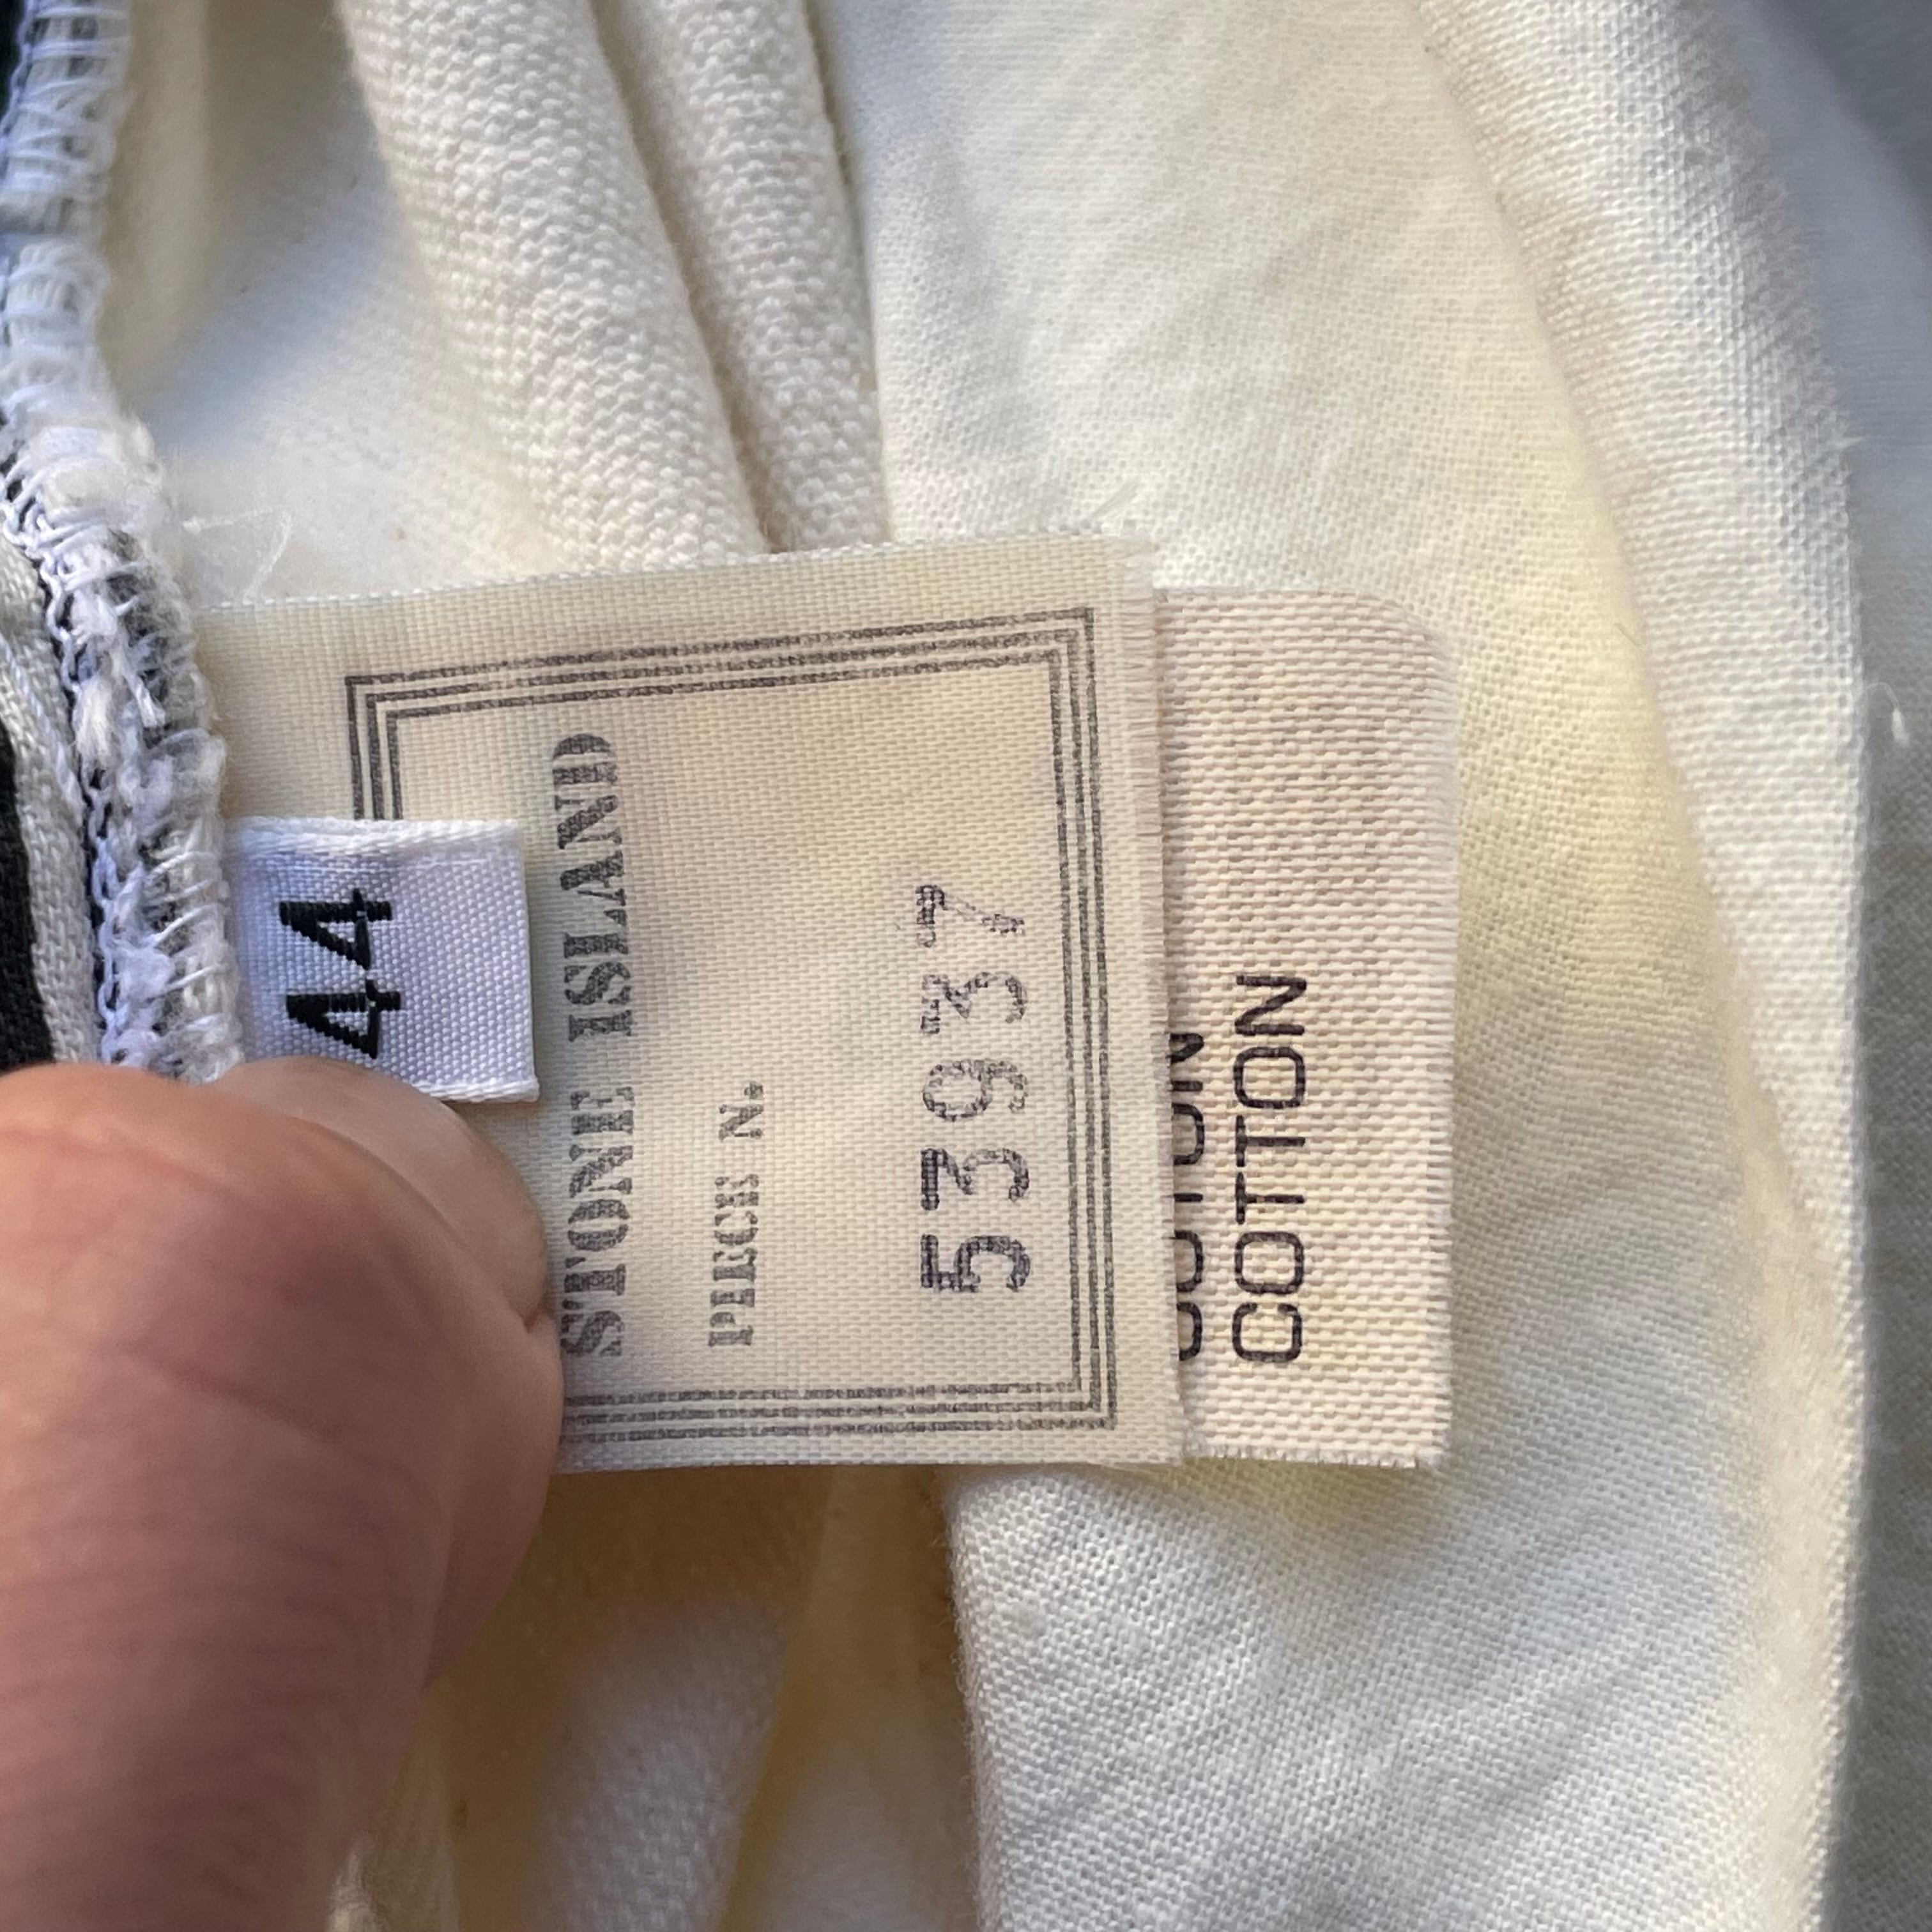 44
STONE ISLAND
PIECE N.
53937
COTTON